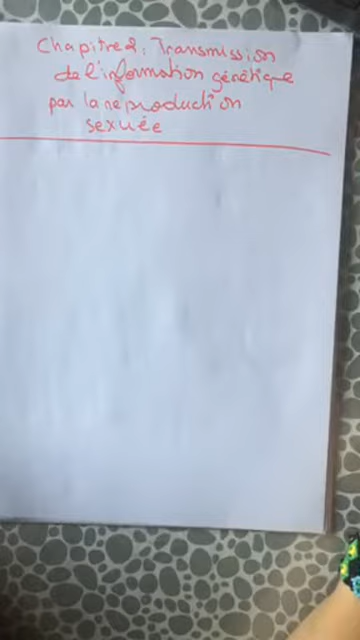 Chapitre 2: Transmission
de l'information génétique
par la reproduction
sexuée